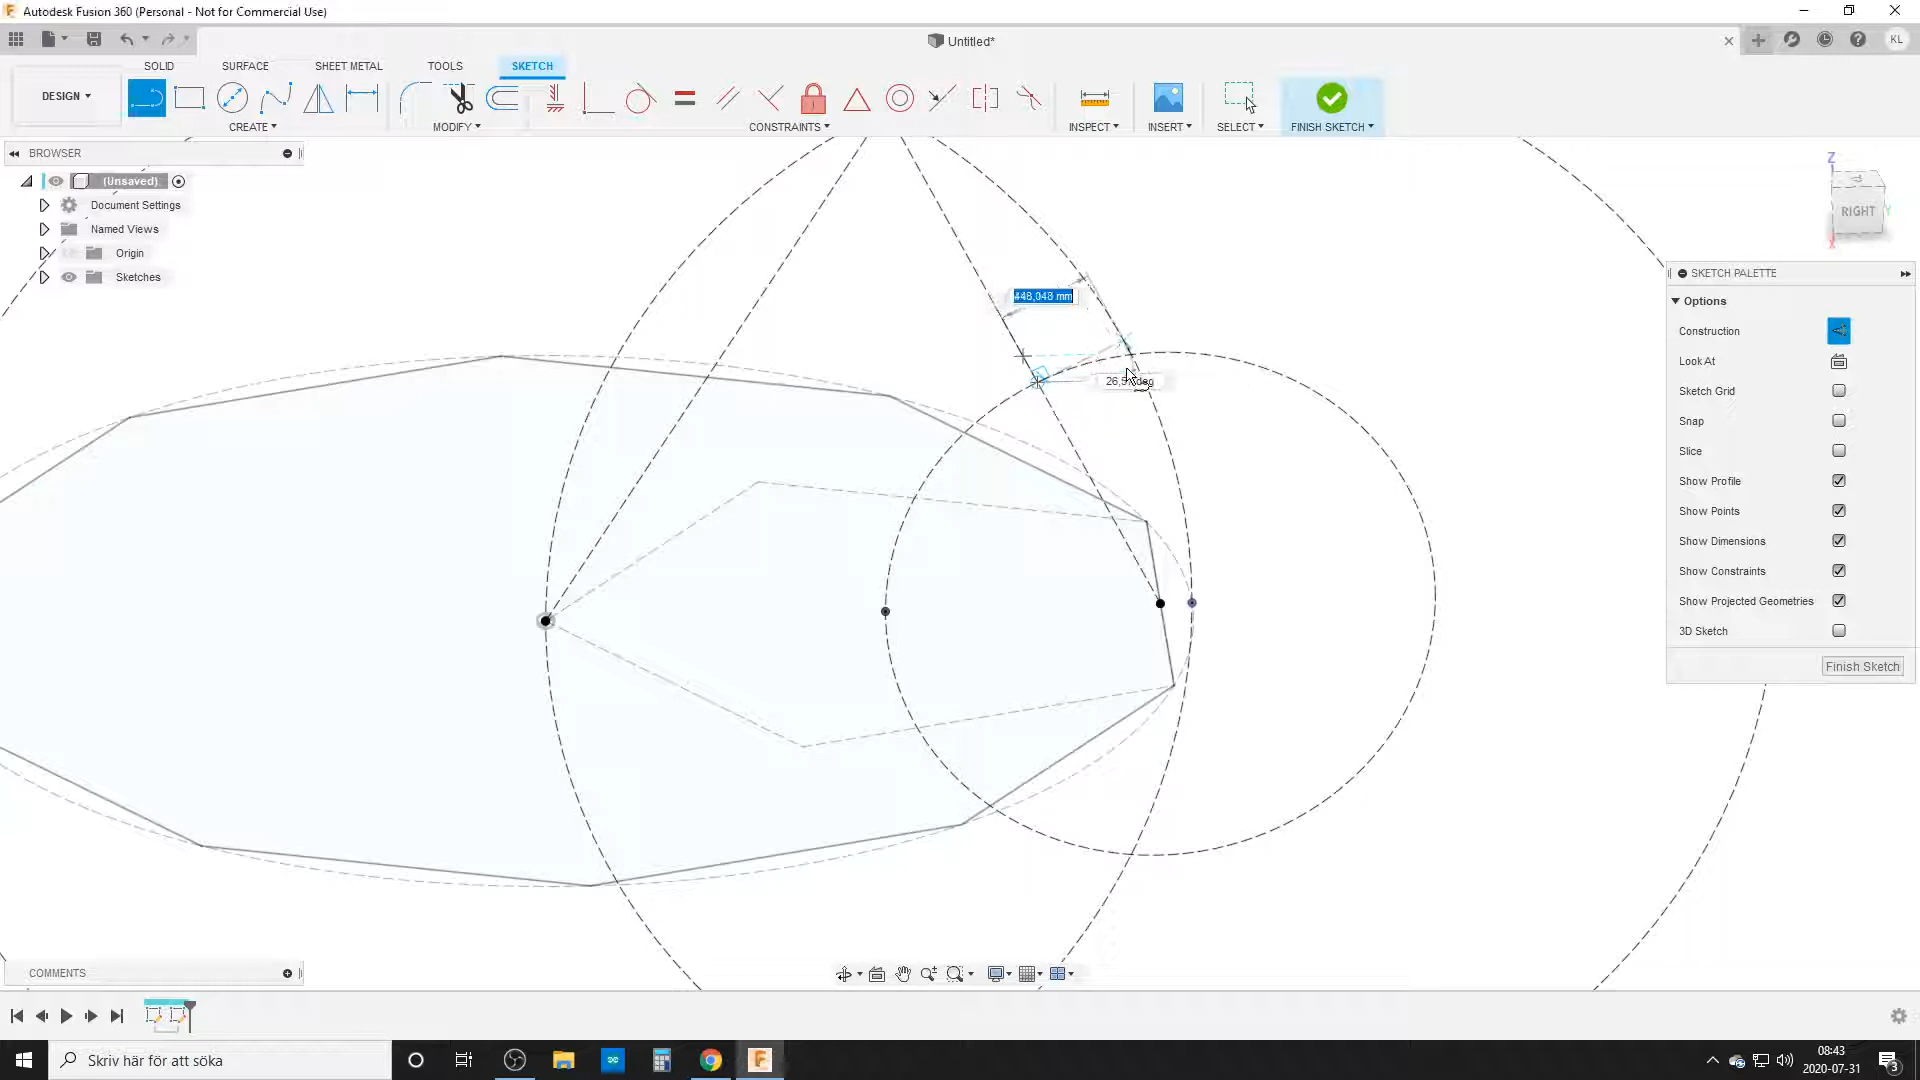 Autodesk Fusion 360 (Personal - Not for Commercial Use)
Untitled*
KL
SOLID
SURFACE
SHEET METAL
TOOLS
SKETCH
DESIGN
CREATE
MODIFY
CONSTRAINTS
INSPECT
INSERT
SELECT
FINISH SKETCH
BROWSER
(Unsaved)
Document Settings
Named Views
Origin
Sketches
Z
RIGHT
Y
X
448,048 mm
deg
SKETCH PALETTE
Options
Construction
Look At
Sketch Grid
Snap
Slice
Show Profile
Show Points
Show Dimensions
Show Constraints
Show Projected Geometries
3D Sketch
Finish Sketch
COMMENTS
Skriv här för att söka
08:43
2020-07-31
3